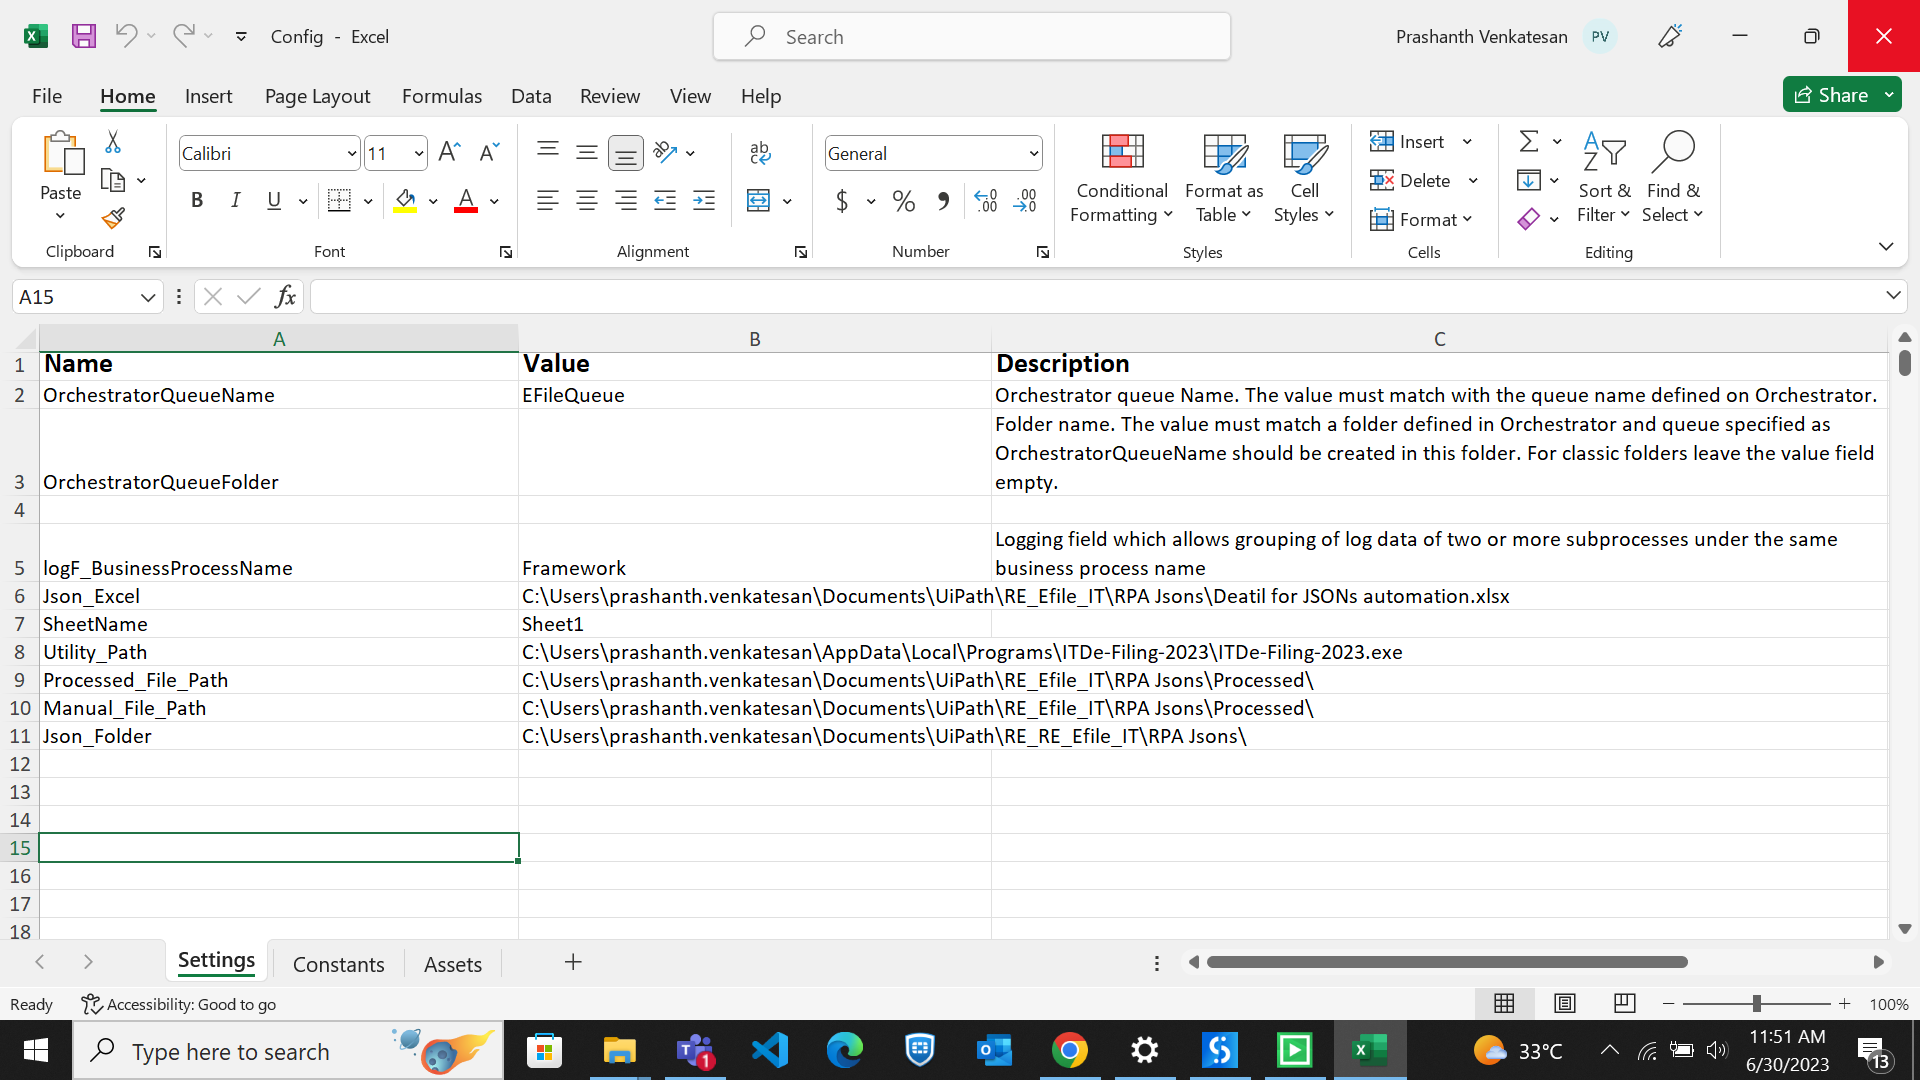 Config - Excel
Search
Prashanth Venkatesan PV
File Home Insert Page Layout Formulas Data Review View Help
Share
Paste
Clipboard
Calibri 11
B I U
Font
Alignment
General
$ %
Number
Conditional Formatting
Format as Table
Cell Styles
Styles
Insert
Delete
Format
Cells
Sort & Filter
Find & Select
Editing
A15
fx
A B C
1 Name Value Description
2 OrchestratorQueueName EFileQueue Orchestrator queue Name. The value must match with the queue name defined on Orchestrator.
Folder name. The value must match a folder defined in Orchestrator and queue specified as
OrchestratorQueueName should be created in this folder. For classic folders leave the value field
3 OrchestratorQueueFolder empty.
4
Logging field which allows grouping of log data of two or more subprocesses under the same
5 logF_BusinessProcessName Framework business process name
6 Json_Excel C:\Users\prashanth.venkatesan\Documents\UiPath\RE_Efile_IT\RPA Jsons\Deatil for JSONs automation.xlsx
7 SheetName Sheet1
8 Utility_Path C:\Users\prashanth.venkatesan\AppData\Local\Programs\ITDe-Filing-2023\ITDe-Filing-2023.exe
9 Processed_File_Path C:\Users\prashanth.venkatesan\Documents\UiPath\RE_Efile_IT\RPA Jsons\Processed\
10 Manual_File_Path C:\Users\prashanth.venkatesan\Documents\UiPath\RE_Efile_IT\RPA Jsons\Processed\
11 Json_Folder C:\Users\prashanth.venkatesan\Documents\UiPath\RE_RE_Efile_IT\RPA Jsons\
12
13
14
15
16
17
18
Settings Constants Assets
Ready Accessibility: Good to go 100%
Type here to search
1
33°C
11:51 AM
6/30/2023
13